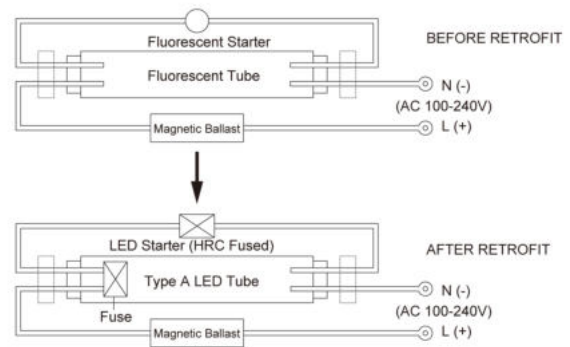 Fluorescent Starter
BEFORE RETROFIT
Fluorescent Tube
N (-)
(AC 100-240V)
Magnetic Ballast
L (+)
LED Starter (HRC Fused)
AFTER RETROFIT
Type A LED Tube
N (-)
Fuse
(AC 100-240V)
Magnetic Ballast
L (+)